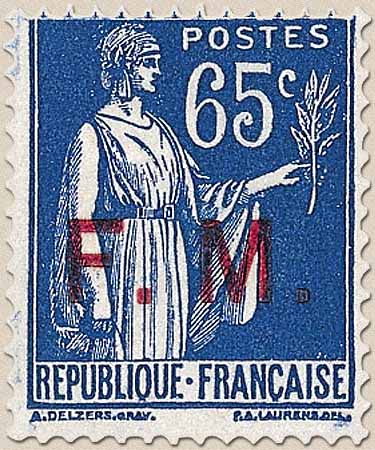 POSTES
65c
F. M.
REPUBLIQUE·FRANÇAISE
A. DELZERS. GRAV. P. A. LAURENS. DEL.